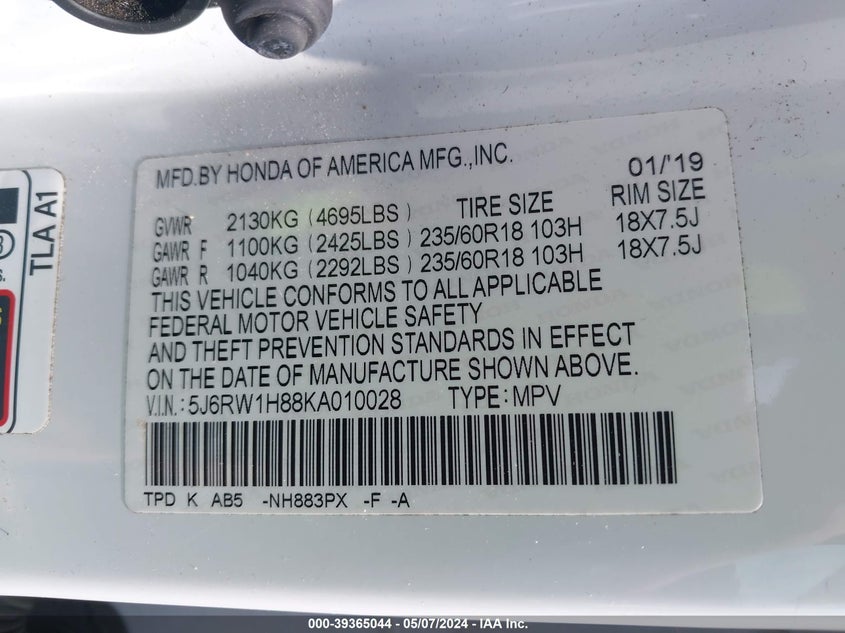 MFD.BY HONDA OF AMERICA MFG.,INC. 01/'19
GVWR 2130KG (4695LBS) TIRE SIZE RIM SIZE
GAWR F 1100KG (2425LBS) 235/60R18 103H 18X7.5J
GAWR R 1040KG (2292LBS) 235/60R18 103H 18X7.5J
THIS VEHICLE CONFORMS TO ALL APPLICABLE
FEDERAL MOTOR VEHICLE SAFETY
AND THEFT PREVENTION STANDARDS IN EFFECT
ON THE DATE OF MANUFACTURE SHOWN ABOVE.
V.I.N.: 5J6RW1H88KA010028 TYPE: MPV
TPD K AB5 -NH883PX -F -A
TLA A1
000-39365044 - 05/07/2024 - IAA Inc.